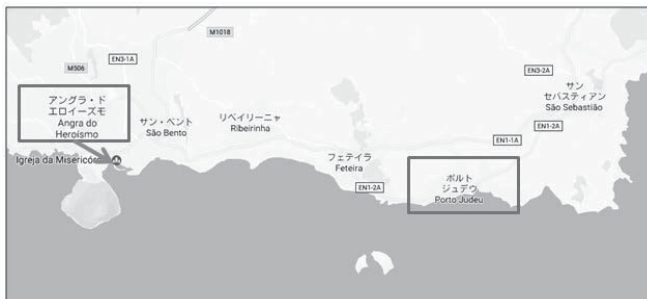 M1018
EN3-1A
M506
EN3-2A
アングラ・ド
エロイーズモ
Angra do
Heroísmo
サン・ベント
São Bento
リベイリーニャ
Ribeirinha
サン
セバスティアン
São Sebastião
EN1-2A
EN1-1A
Igreja da Misericór
フェテイラ
Feteira
EN1-2A
ポルト
ジュデウ
Porto Judeu